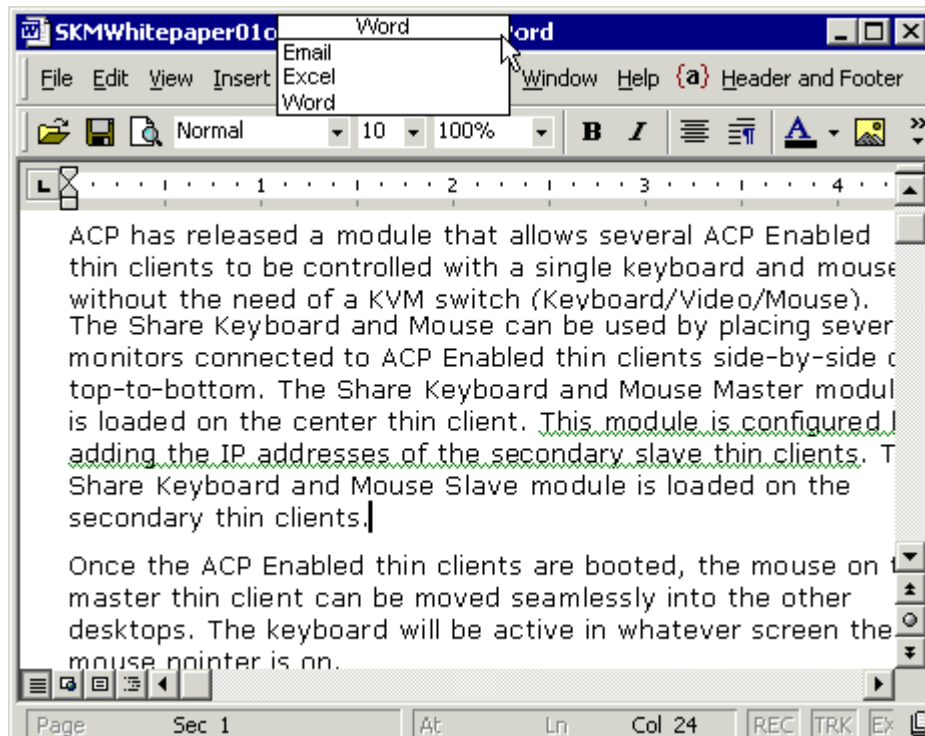 SKMWhitepaper01o Word ord
Email
Excel
Word
File Edit View Insert Window Help {a} Header and Footer
Normal 10 100% B I A
1 2 3 4
ACP has released a module that allows several ACP Enabled
thin clients to be controlled with a single keyboard and mouse
without the need of a KVM switch (Keyboard/Video/Mouse).
The Share Keyboard and Mouse can be used by placing sever
monitors connected to ACP Enabled thin clients side-by-side
top-to-bottom. The Share Keyboard and Mouse Master modul
is loaded on the center thin client. This module is configured
adding the IP addresses of the secondary slave thin clients. T
Share Keyboard and Mouse Slave module is loaded on the
secondary thin clients.
Once the ACP Enabled thin clients are booted, the mouse on
master thin client can be moved seamlessly into the other
desktops. The keyboard will be active in whatever screen the
mouse pointer is on.
Page Sec 1 At Ln Col 24 REC TRK EX